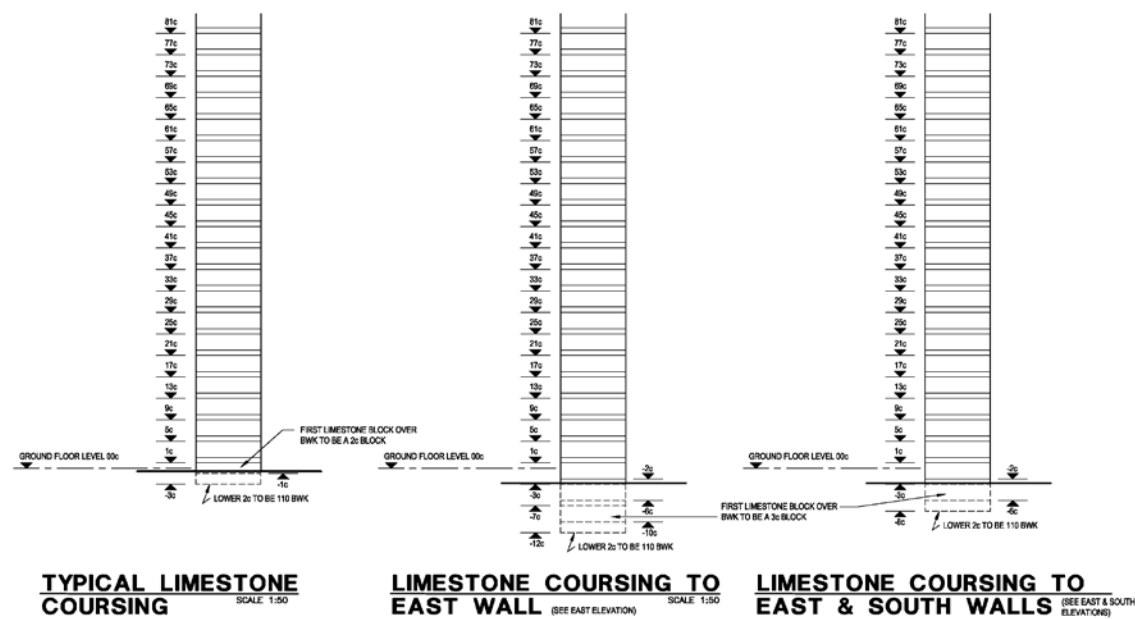 81c
77c
73c
69c
65c
61c
57c
53c
49c
45c
41c
37c
33c
29c
25c
21c
17c
13c
9c
5c
1c
GROUND FLOOR LEVEL 00c
-3c
-1c
FIRST LIMESTONE BLOCK OVER
BWK TO BE A 2c BLOCK
LOWER 2c TO BE 110 BWK
TYPICAL LIMESTONE
COURSING
SCALE 1:50
81c
77c
73c
69c
65c
61c
57c
53c
49c
45c
41c
37c
33c
29c
25c
21c
17c
13c
9c
5c
1c
GROUND FLOOR LEVEL 00c
-2c
-3c
-6c
-7c
-10c
-12c
FIRST LIMESTONE BLOCK OVER
BWK TO BE A 3c BLOCK
LOWER 2c TO BE 110 BWK
LIMESTONE COURSING TO
EAST WALL (SEE EAST ELEVATION)
SCALE 1:50
81c
77c
73c
69c
65c
61c
57c
53c
49c
45c
41c
37c
33c
29c
25c
21c
17c
13c
9c
5c
1c
GROUND FLOOR LEVEL 00c
-2c
-3c
LOWER 2c TO BE 110 BWK
LIMESTONE COURSING TO
EAST & SOUTH WALLS (SEE EAST & SOUTH
ELEVATIONS)